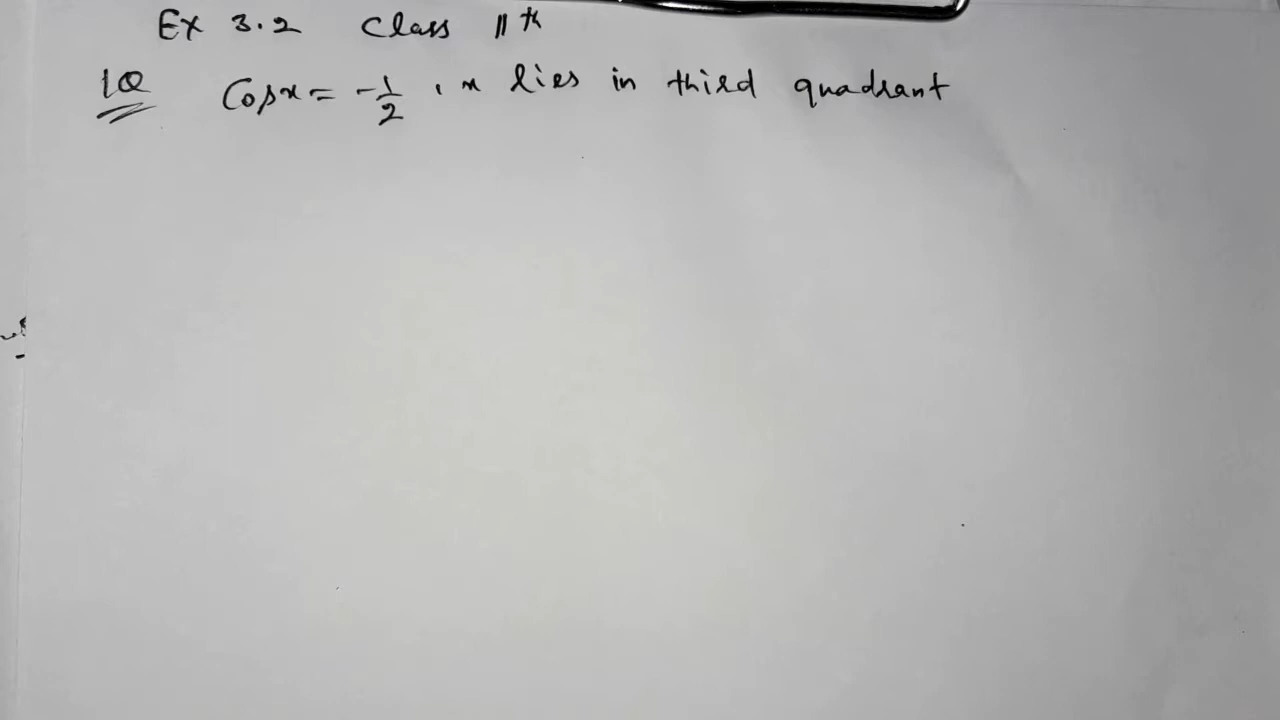 Ex 3.2 Class 11th
1Q Cosx = -1/2, x lies in third quadrant